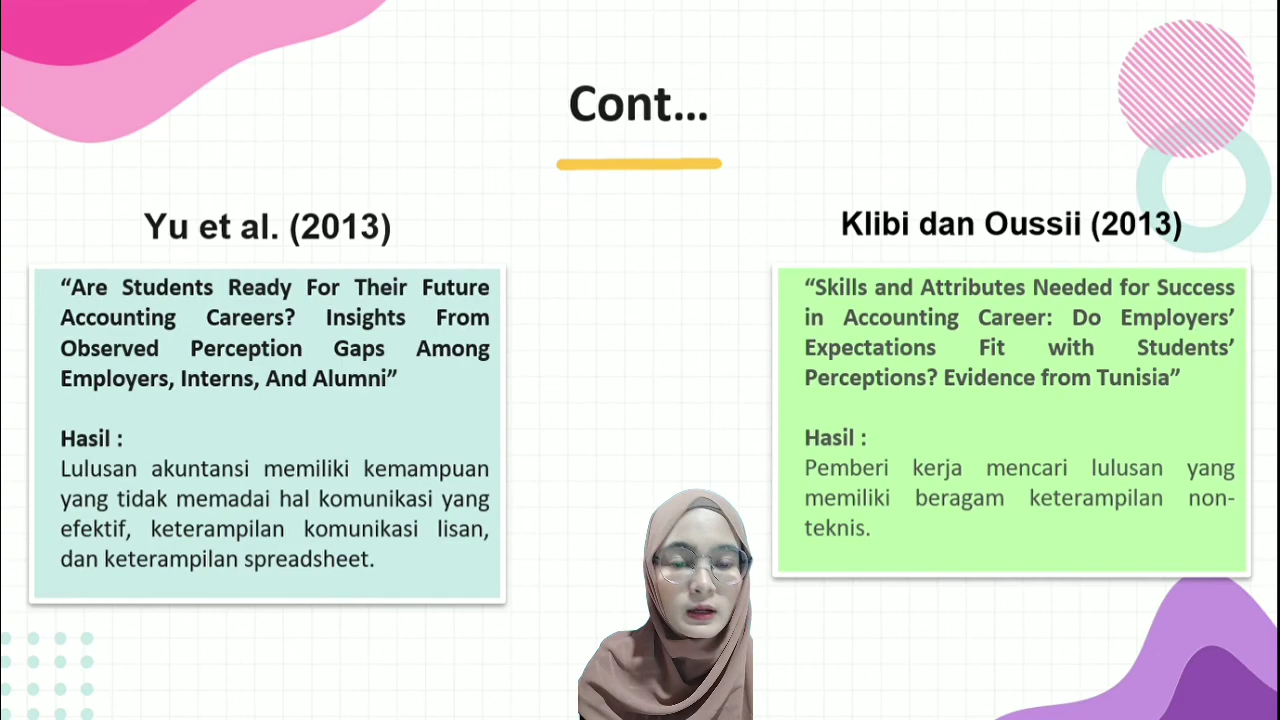 Cont...
Yu et al. (2013)
“Are Students Ready For Their Future
Accounting Careers? Insights From
Observed Perception Gaps Among
Employers, Interns, And Alumni”
Hasil :
Lulusan akuntansi memiliki kemampuan
yang tidak memadai hal komunikasi yang
efektif, keterampilan komunikasi lisan,
dan keterampilan spreadsheet.
Klibi dan Oussii (2013)
“Skills and Attributes Needed for Success
in Accounting Career: Do Employers’
Expectations Fit with Students’
Perceptions? Evidence from Tunisia”
Hasil :
Pemberi kerja mencari lulusan yang
memiliki beragam keterampilan non-
teknis.